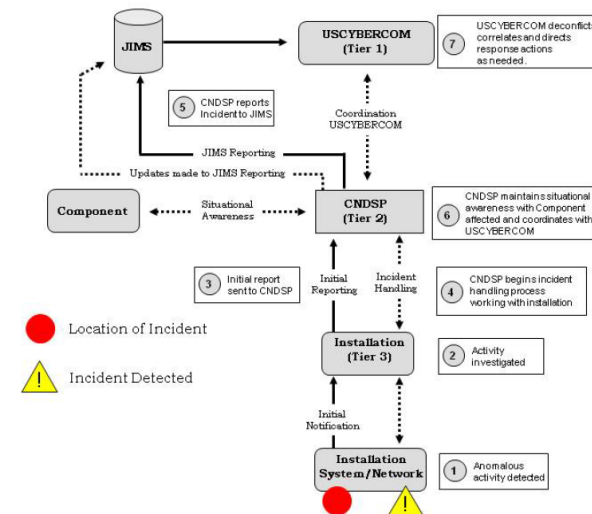 JIMS
USCYBERCOM
(Tier 1)
7
USCYBERCOM deconflicts
correlates and directs
response actions
as needed.
5
CNDSP reports
Incident to JIMS
Coordination
USCYBERCOM
JIMS Reporting
Updates made to JIMS Reporting
Component
Situational
Awareness
CNDSP
(Tier 2)
6
CNDSP maintains situational
awareness with Component
affected and coordinates with
USCYBERCOM
3
Initial report
sent to CNDSP
Initial
Reporting
Incident
Handling
4
CNDSP begins incident
handling process
working with installation
Location of Incident
Installation
(Tier 3)
2
Activity
investigated
!
Incident Detected
Initial
Notification
Installation
System/Network
1
Anomalous
activity detected
!